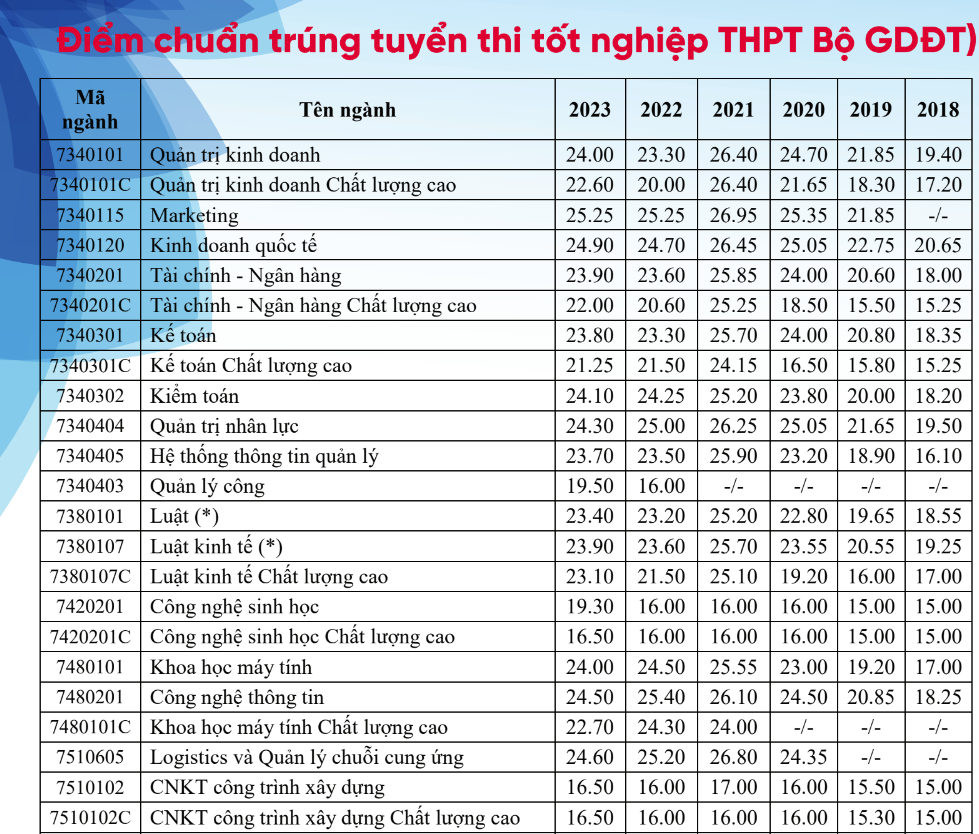 Điểm chuẩn trúng tuyển thi tốt nghiệp THPT Bộ GDĐT)
Mã ngành Tên ngành 2023 2022 2021 2020 2019 2018
7340101 Quản trị kinh doanh 24.00 23.30 26.40 24.70 21.85 19.40
7340101C Quản trị kinh doanh Chất lượng cao 22.60 20.00 26.40 21.65 18.30 17.20
7340115 Marketing 25.25 25.25 26.95 25.35 21.85 -/-
7340120 Kinh doanh quốc tế 24.90 24.70 26.45 25.05 22.75 20.65
7340201 Tài chính - Ngân hàng 23.90 23.60 25.85 24.00 20.60 18.00
7340201C Tài chính - Ngân hàng Chất lượng cao 22.00 20.60 25.25 18.50 15.50 15.25
7340301 Kế toán 23.80 23.30 25.70 24.00 20.80 18.35
7340301C Kế toán Chất lượng cao 21.25 21.50 24.15 16.50 15.80 15.25
7340302 Kiểm toán 24.10 24.25 25.20 23.80 20.00 18.20
7340404 Quản trị nhân lực 24.30 25.00 26.25 25.05 21.65 19.50
7340405 Hệ thống thông tin quản lý 23.70 23.50 25.90 23.20 18.90 16.10
7340403 Quản lý công 19.50 16.00 -/- -/- -/- -/-
7380101 Luật (*) 23.40 23.20 25.20 22.80 19.65 18.55
7380107 Luật kinh tế (*) 23.90 23.60 25.70 23.55 20.55 19.25
7380107C Luật kinh tế Chất lượng cao 23.10 21.50 25.10 19.20 16.00 17.00
7420201 Công nghệ sinh học 19.30 16.00 16.00 16.00 15.00 15.00
7420201C Công nghệ sinh học Chất lượng cao 16.50 16.00 16.00 16.00 15.00 15.00
7480101 Khoa học máy tính 24.00 24.50 25.55 23.00 19.20 17.00
7480201 Công nghệ thông tin 24.50 25.40 26.10 24.50 20.85 18.25
7480101C Khoa học máy tính Chất lượng cao 22.70 24.30 24.00 -/- -/- -/-
7510605 Logistics và Quản lý chuỗi cung ứng 24.60 25.20 26.80 24.35 -/- -/-
7510102 CNKT công trình xây dựng 16.50 16.00 17.00 16.00 15.50 15.00
7510102C CNKT công trình xây dựng Chất lượng cao 16.50 16.00 16.00 16.00 15.30 15.00